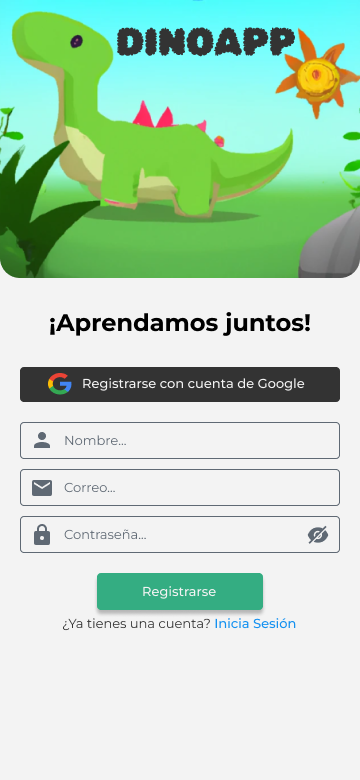 DINOAPP
¡Aprendamos juntos!
Registrarse con cuenta de Google
Nombre...
Correo...
Contraseña...
Registrarse
¿Ya tienes una cuenta? Inicia Sesión